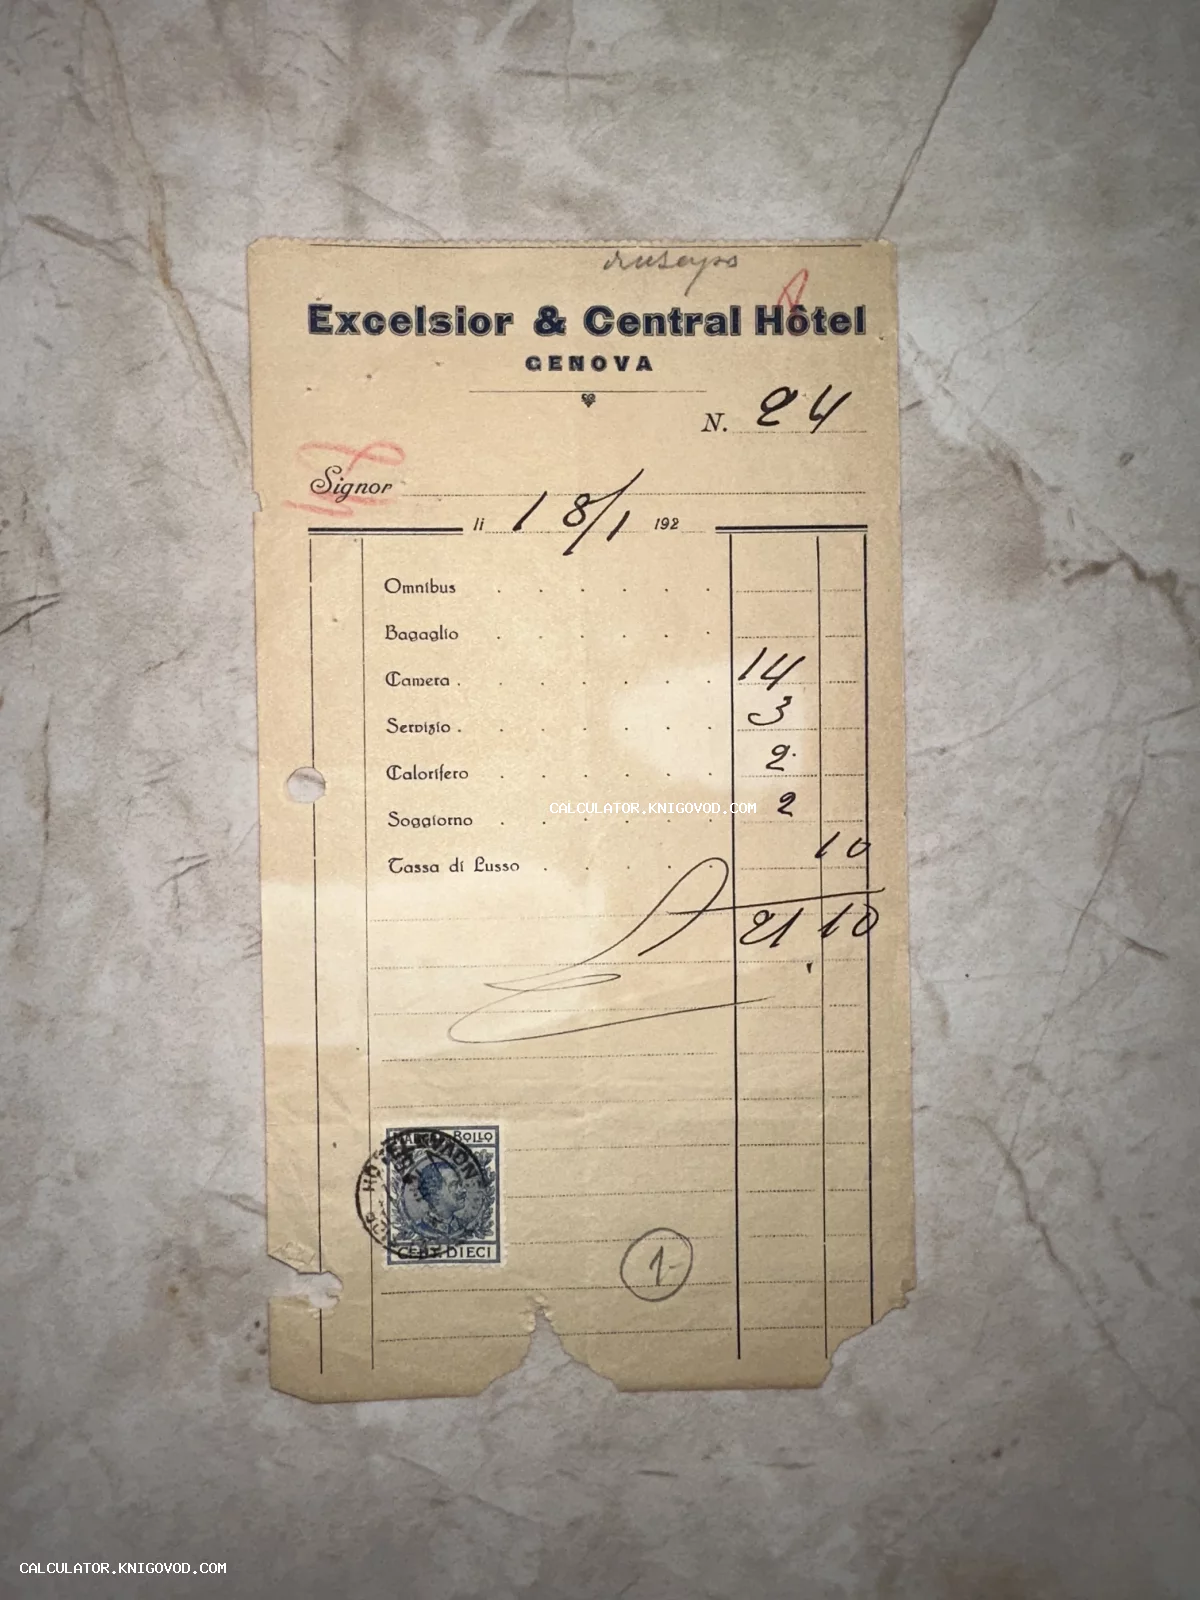 Excelsior & Central Hôtel
GENOVA
N. 24
Signor
li 18/1 192
Omnibus
Bagaglio
Camera 14
Servizio 3
Calorifero 2
CALCULATOR.KNIGOVOD.COM
Soggiorno 2
Tassa di Lusso 10
21 10
BOLLO
CENT. DIECI
1-
CALCULATOR.KNIGOVOD.COM